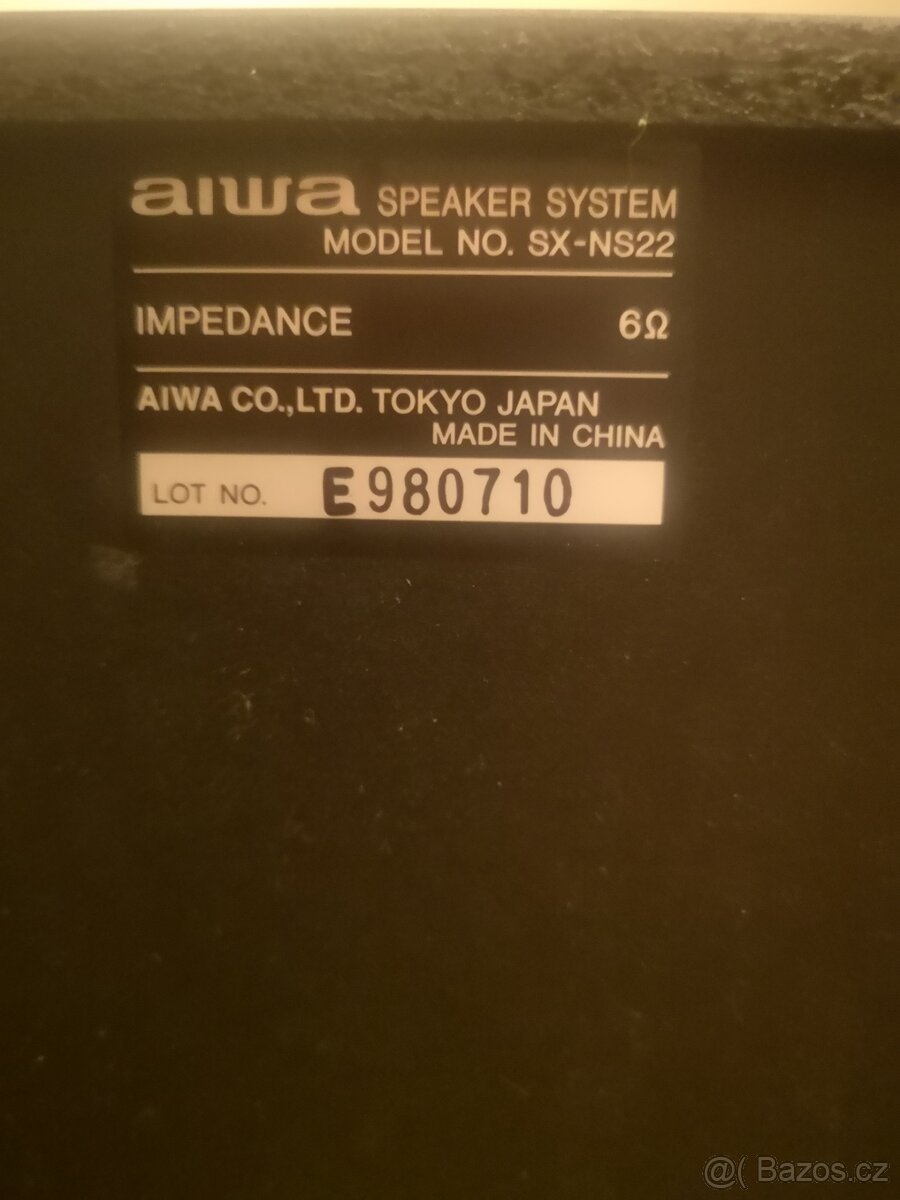 aiwa SPEAKER SYSTEM
MODEL NO. SX-NS22
IMPEDANCE 6Ω
AIWA CO.,LTD. TOKYO JAPAN
MADE IN CHINA
LOT NO. E980710
@( Bazos.cz